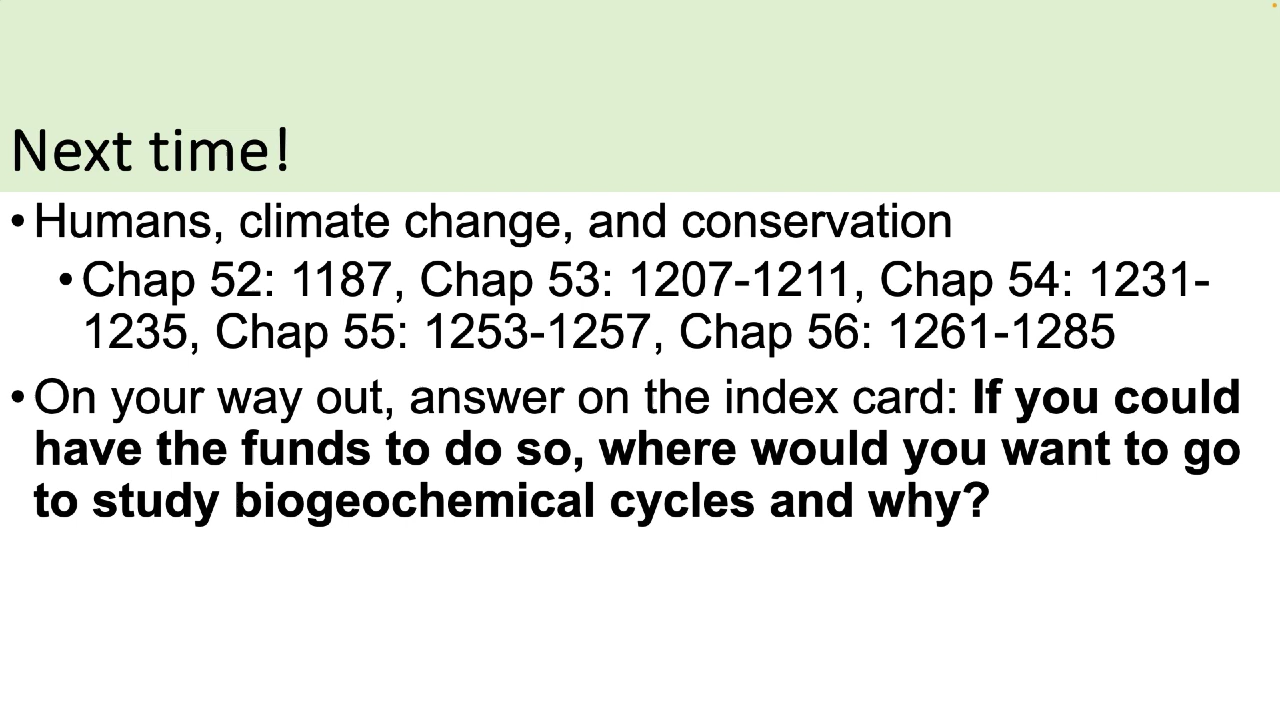 Next time!
• Humans, climate change, and conservation
• Chap 52: 1187, Chap 53: 1207-1211, Chap 54: 1231-
1235, Chap 55: 1253-1257, Chap 56: 1261-1285
• On your way out, answer on the index card: If you could
have the funds to do so, where would you want to go
to study biogeochemical cycles and why?